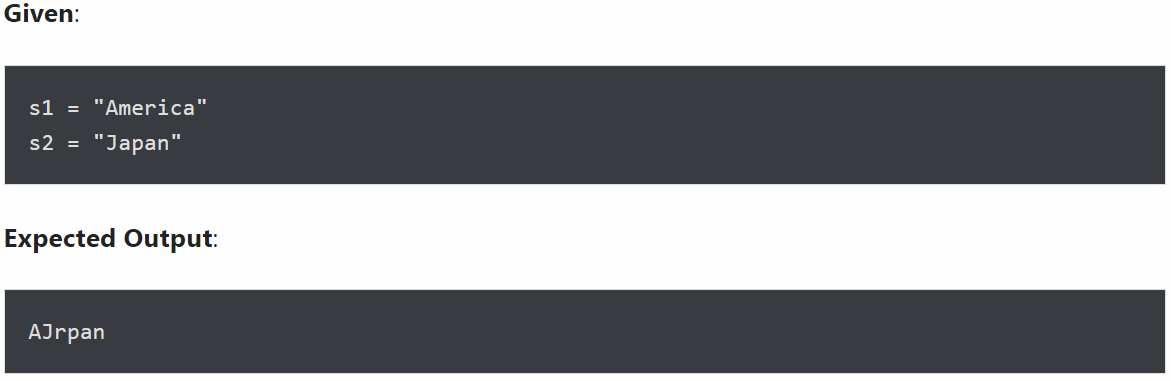 Given:
s1 = "America"
s2 = "Japan"
Expected Output:
AJrpan